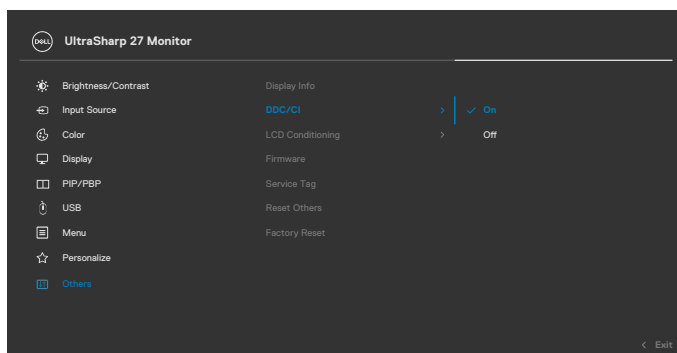 DELL UltraSharp 27 Monitor
Brightness/Contrast Display Info
Input Source DDC/CI > ✓ On
Color LCD Conditioning > Off
Display Firmware
PIP/PBP Service Tag
USB Reset Others
Menu Factory Reset
Personalize
Others
< Exit